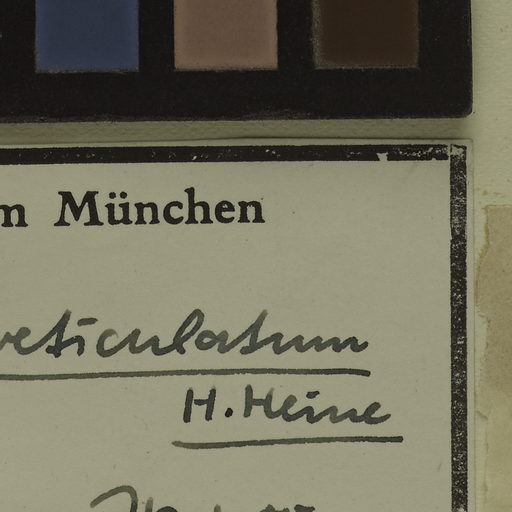 m München
reticulatum
H. Heine